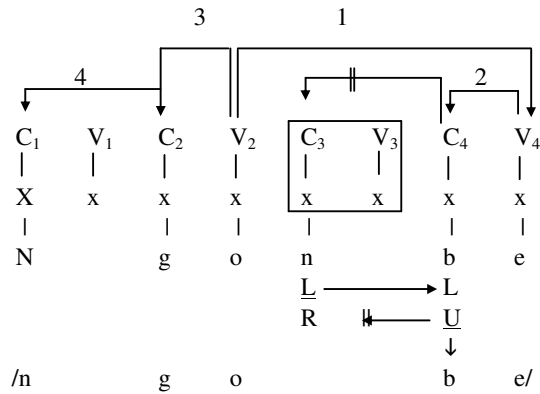 3 1
4 2
C₁ V₁ C₂ V₂ C₃ V₃ C₄ V₄
X x x x x x x x
N g o n b e
L L
R U
/n g o b e/